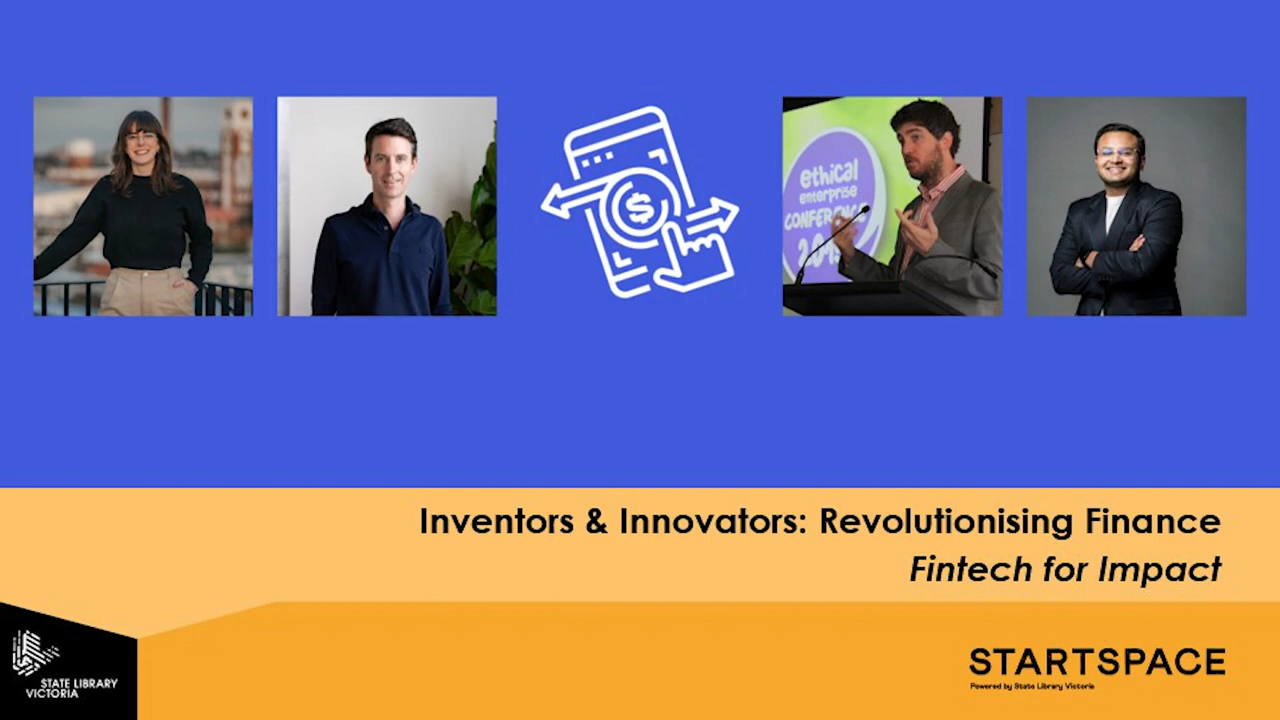 ethical
enterprise
CONFERENCE
$
Inventors & Innovators: Revolutionising Finance
Fintech for Impact
STATE LIBRARY
VICTORIA
STARTSPACE
Powered by State Library Victoria